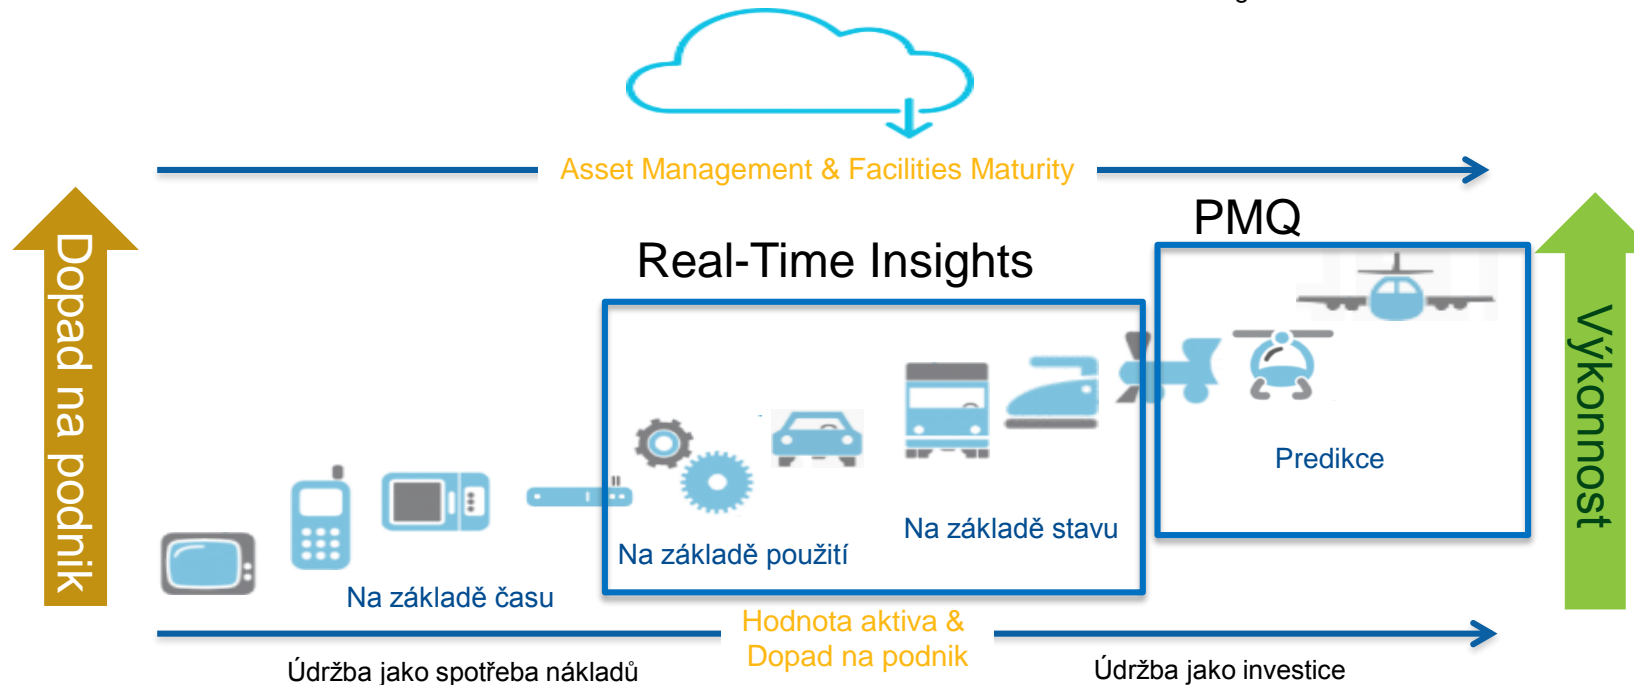 g
Asset Management & Facilities Maturity
PMQ
Real-Time Insights
Dopad na podnik
Výkonnost
Predikce
Na základě stavu
Na základě použití
Na základě času
Hodnota aktiva &
Dopad na podnik
Údržba jako spotřeba nákladů
Údržba jako investice